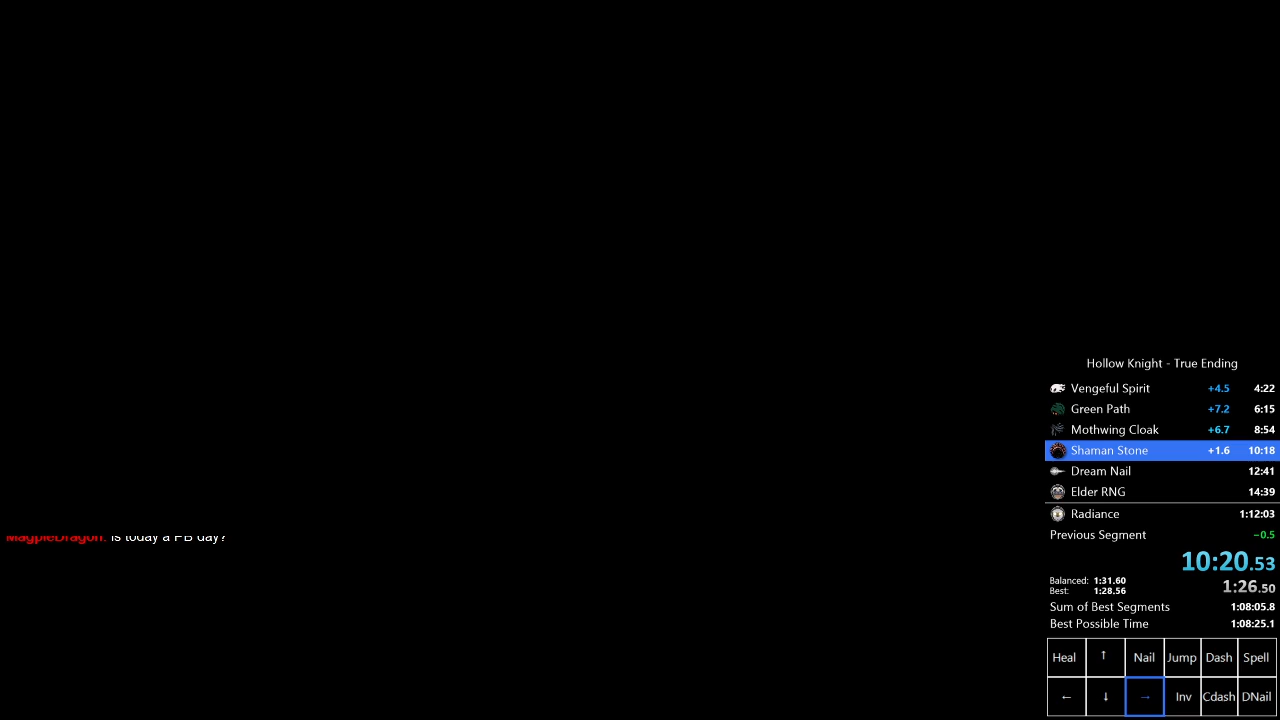 Hollow Knight - True Ending
Vengeful Spirit +4.5 4:22
Green Path +7.2 6:15
Mothwing Cloak +6.7 8:54
Shaman Stone +1.6 10:18
Dream Nail 12:41
Elder RNG 14:39
Radiance 1:12:03
MagpieDragon: is today a PB day?
Previous Segment −0.5
10:20.53
Balanced: 1:31.60
Best: 1:28.56
1:26.50
Sum of Best Segments 1:08:05.8
Best Possible Time 1:08:25.1
Heal ↑ Nail Jump Dash Spell
← ↓ → Inv Cdash DNail